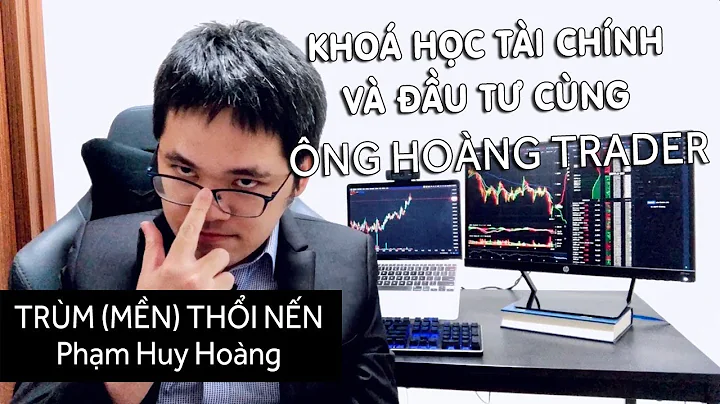 KHOÁ HỌC TÀI CHÍNH
VÀ ĐẦU TƯ CÙNG
ÔNG HOÀNG TRADER
TRÙM (MỀN) THỔI NẾN
Phạm Huy Hoàng